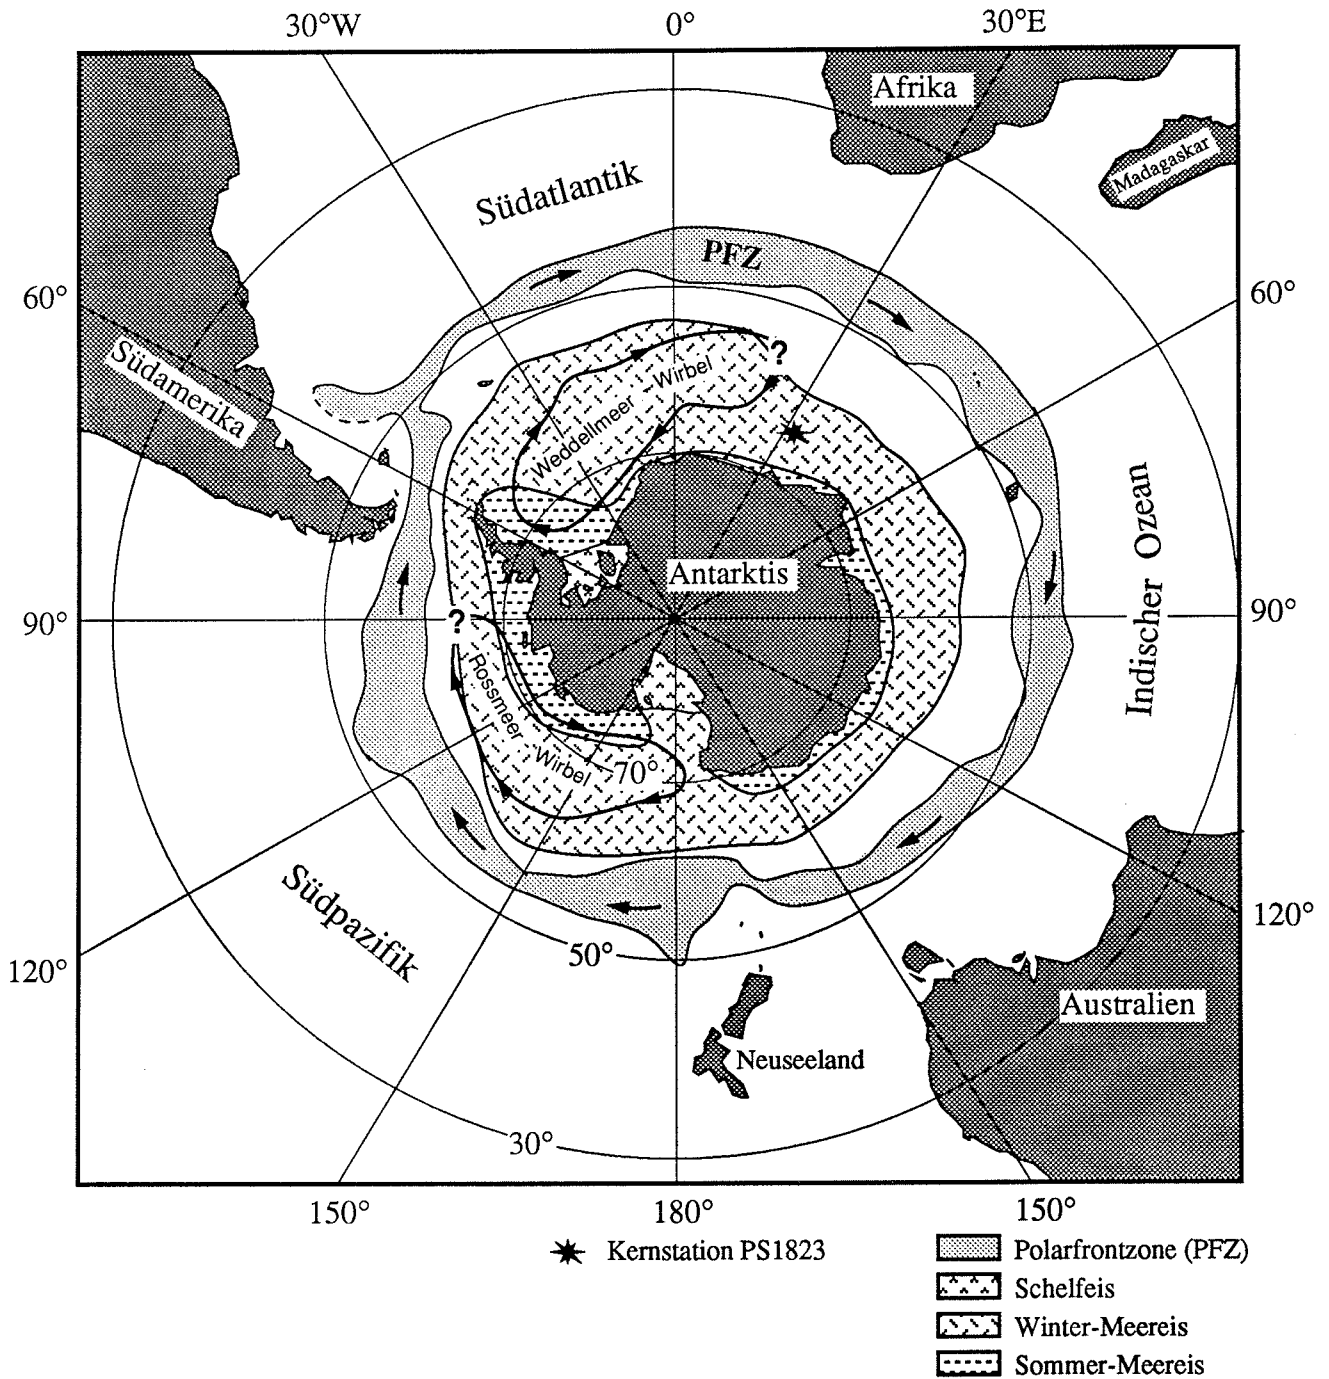 30°W 0° 30°E
Afrika
Madagaskar
Südatlantik
PFZ
60° 60°
Südamerika
?
Weddellmeer Wirbel
Indischer Ozean
Antarktis
90° ? 90°
Rossmeer - Wirbel
70°
Südpazifik
120° 120°
50°
Australien
Neuseeland
30°
150° 180° 150°
Kernstation PS1823
Polarfrontzone (PFZ)
Schelfeis
Winter-Meereis
Sommer-Meereis